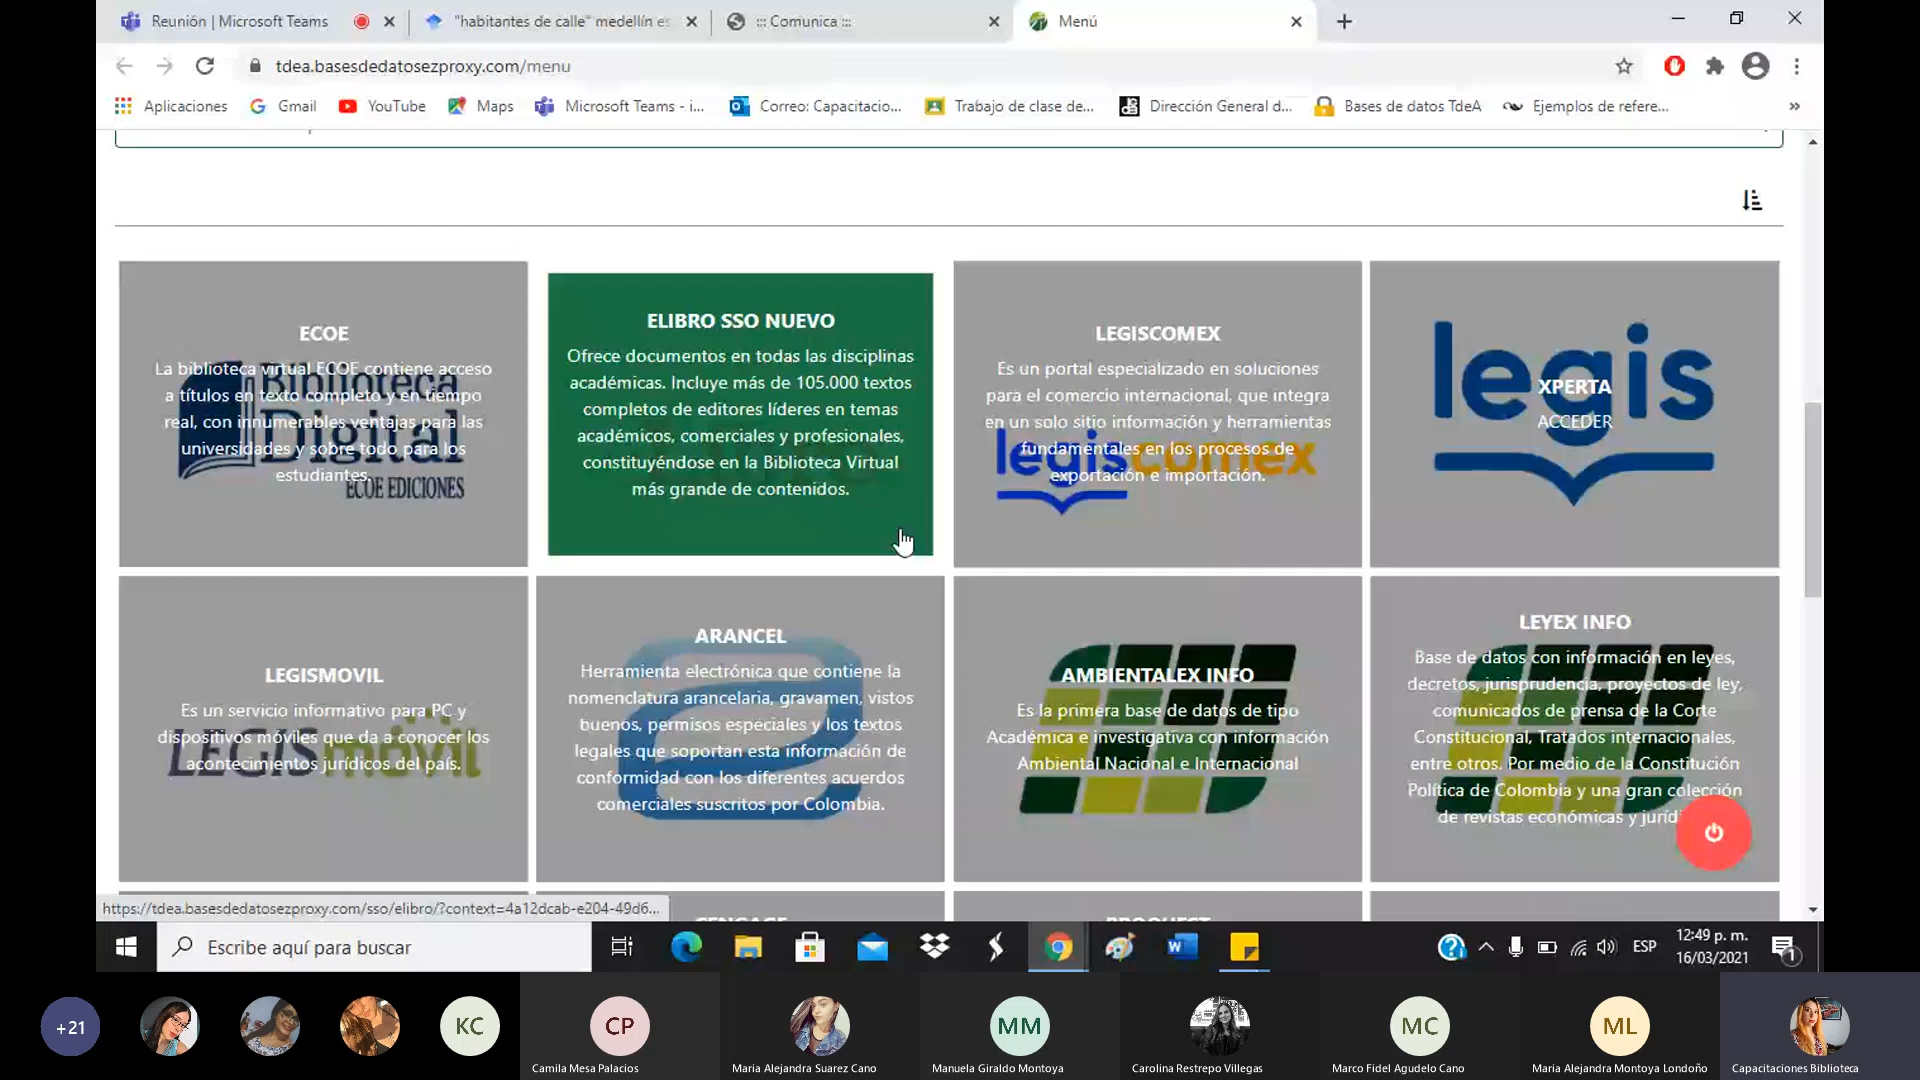 Reunión | Microsoft Teams
"habitantes de calle" medellín es
::: Comunica :::
Menú
tdea.basesdedatosezproxy.com/menu
Aplicaciones
Gmail
YouTube
Maps
Microsoft Teams - i...
Correo: Capacitacio...
Trabajo de clase de...
Dirección General d...
Bases de datos TdeA
Ejemplos de refere...
»
ECOE
La biblioteca virtual ECOE contiene acceso
a títulos en texto completo y en tiempo
real, con innumerables ventajas para las
universidades y sobre todo para los
estudiantes.
Biblioteca
Digital
ECOE EDICIONES
ELIBRO SSO NUEVO
Ofrece documentos en todas las disciplinas
académicas. Incluye más de 105.000 textos
completos de editores líderes en temas
académicos, comerciales y profesionales,
constituyéndose en la Biblioteca Virtual
más grande de contenidos.
LEGISCOMEX
Es un portal especializado en soluciones
para el comercio internacional, que integra
en un solo sitio información y herramientas
fundamentales en los procesos de
exportación e importación.
legiscomex
legis
XPERTA
ACCEDER
LEGISMOVIL
Es un servicio informativo para PC y
dispositivos móviles que da a conocer los
acontecimientos jurídicos del país.
LEGISmóvil
ARANCEL
Herramienta electrónica que contiene la
nomenclatura arancelaria, gravamen, vistos
buenos, permisos especiales y los textos
legales que soportan esta información de
conformidad con los diferentes acuerdos
comerciales suscritos por Colombia.
AMBIENTALEX INFO
Es la primera base de datos de tipo
Académica e investigativa con información
Ambiental Nacional e Internacional
LEYEX INFO
Base de datos con información en leyes,
decretos, jurisprudencia, proyectos de ley,
comunicados de prensa de la Corte
Constitucional, Tratados internacionales,
entre otros. Por medio de la Constitución
Política de Colombia y una gran colección
de revistas económicas y juríd
https://tdea.basesdedatosezproxy.com/sso/elibro/?context=4a12dcab-e204-49d6...
CENGAGE
PROQUEST
Escribe aquí para buscar
ESP
12:49 p. m.
16/03/2021
1
+21
KC
CP
MM
MC
ML
Camila Mesa Palacios
Maria Alejandra Suarez Cano
Manuela Giraldo Montoya
Carolina Restrepo Villegas
Marco Fidel Agudelo Cano
Maria Alejandra Montoya Londoño
Capacitaciones Biblioteca